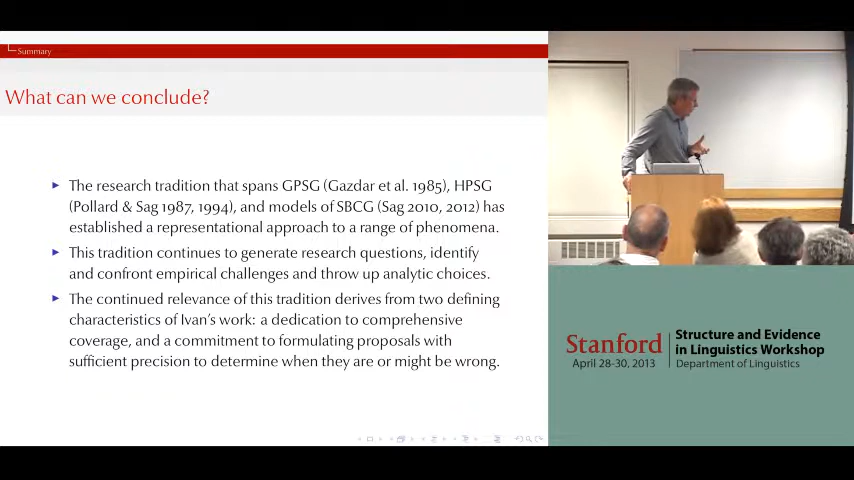 Summary
What can we conclude?
The research tradition that spans GPSG (Gazdar et al. 1985), HPSG
(Pollard & Sag 1987, 1994), and models of SBCG (Sag 2010, 2012) has
established a representational approach to a range of phenomena.
This tradition continues to generate research questions, identify
and confront empirical challenges and throw up analytic choices.
The continued relevance of this tradition derives from two defining
characteristics of Ivan's work: a dedication to comprehensive
coverage, and a commitment to formulating proposals with
sufficient precision to determine when they are or might be wrong.
Stanford
April 28-30, 2013
Structure and Evidence
in Linguistics Workshop
Department of Linguistics